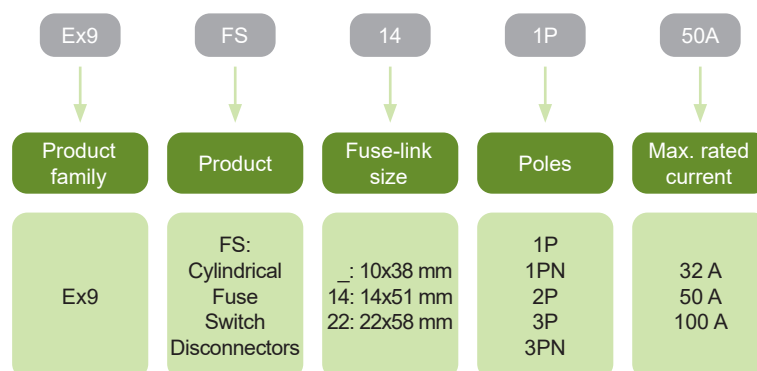 Ex9
FS
14
1P
50A
Product
family
Product
Fuse-link
size
Poles
Max. rated
current
Ex9
FS:
Cylindrical
Fuse
Switch
Disconnectors
_: 10x38 mm
14: 14x51 mm
22: 22x58 mm
1P
1PN
2P
3P
3PN
32 A
50 A
100 A